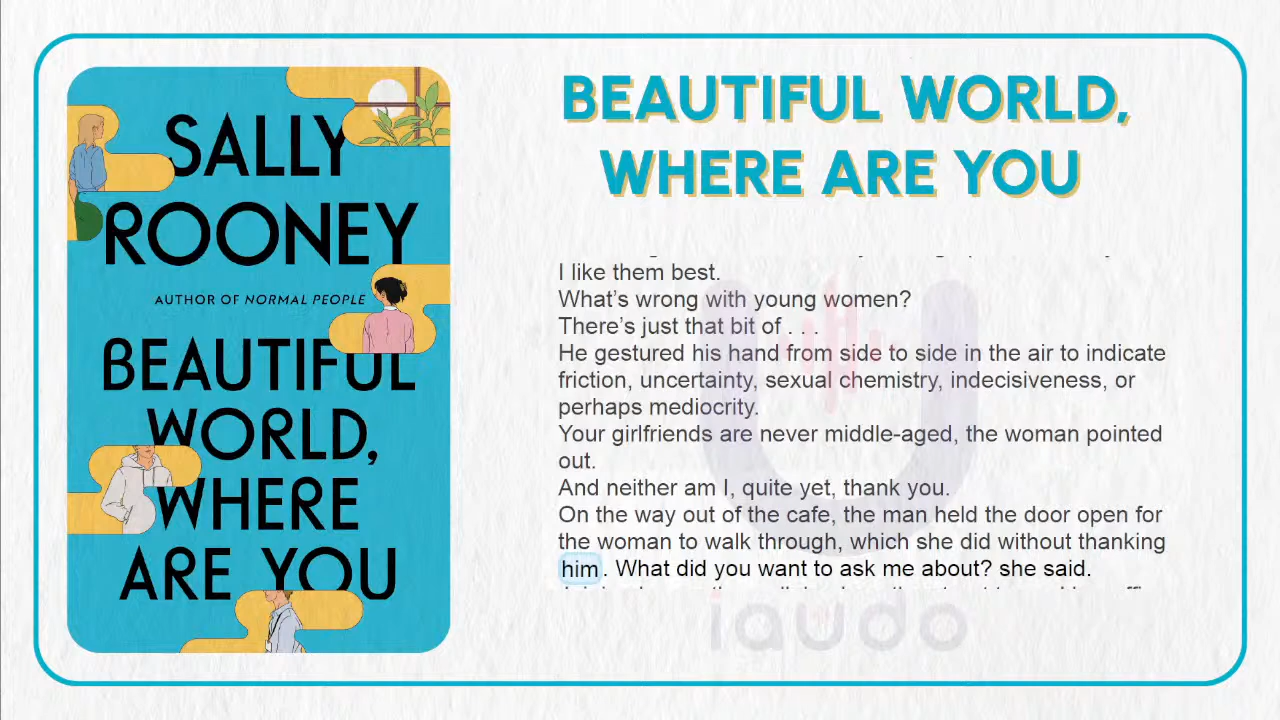 SALLY
ROONEY
AUTHOR OF NORMAL PEOPLE
BEAUTIFUL
WORLD,
WHERE
ARE YOU
BEAUTIFUL WORLD,
WHERE ARE YOU
I like them best.
What’s wrong with young women?
There’s just that bit of . . .
He gestured his hand from side to side in the air to indicate
friction, uncertainty, sexual chemistry, indecisiveness, or
perhaps mediocrity.
Your girlfriends are never middle-aged, the woman pointed
out.
And neither am I, quite yet, thank you.
On the way out of the cafe, the man held the door open for
the woman to walk through, which she did without thanking
him. What did you want to ask me about? she said.
iaudo